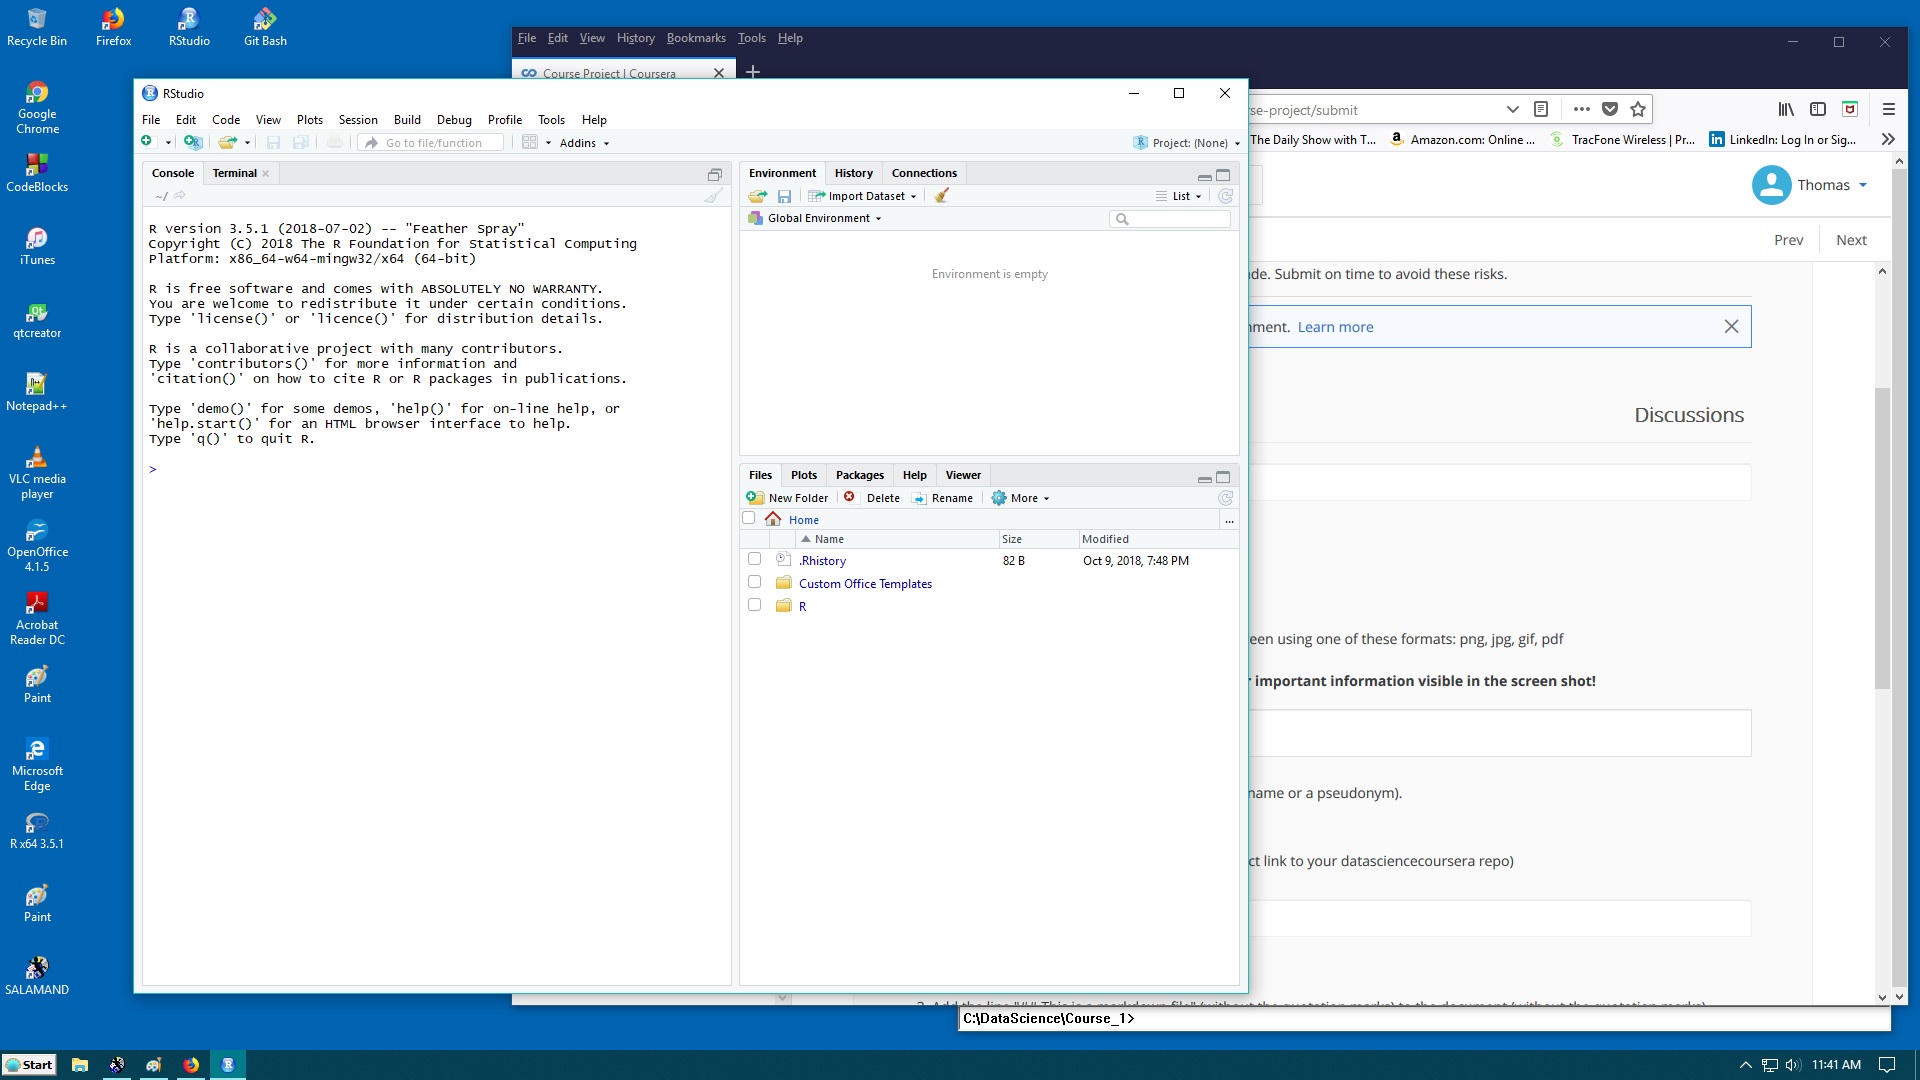 Recycle Bin
Firefox
RStudio
Git Bash
Google
Chrome
CodeBlocks
iTunes
qtcreator
Notepad++
VLC media
player
OpenOffice
4.1.5
Acrobat
Reader DC
Paint
Microsoft
Edge
R x64 3.5.1
Paint
SALAMAND
File Edit View History Bookmarks Tools Help
Course Project | Coursera
RStudio
File Edit Code View Plots Session Build Debug Profile Tools Help
Go to file/function
Addins
Project: (None)
Console Terminal
~/
R version 3.5.1 (2018-07-02) -- "Feather Spray"
Copyright (C) 2018 The R Foundation for Statistical Computing
Platform: x86_64-w64-mingw32/x64 (64-bit)
R is free software and comes with ABSOLUTELY NO WARRANTY.
You are welcome to redistribute it under certain conditions.
Type 'license()' or 'licence()' for distribution details.
R is a collaborative project with many contributors.
Type 'contributors()' for more information and
'citation()' on how to cite R or R packages in publications.
Type 'demo()' for some demos, 'help()' for on-line help, or
'help.start()' for an HTML browser interface to help.
Type 'q()' to quit R.
>
Environment History Connections
Import Dataset
List
Global Environment
Environment is empty
Files Plots Packages Help Viewer
New Folder Delete Rename More
Home
...
Name Size Modified
.Rhistory 82 B Oct 9, 2018, 7:48 PM
Custom Office Templates
R
se-project/submit
The Daily Show with T... Amazon.com: Online ... TracFone Wireless | Pr... LinkedIn: Log In or Sig...
Thomas
Prev Next
de. Submit on time to avoid these risks.
nment. Learn more
Discussions
een using one of these formats: png, jpg, gif, pdf
important information visible in the screen shot!
name or a pseudonym).
ct link to your datasciencecoursera repo)
C:\DataScience\Course_1>
Start
11:41 AM